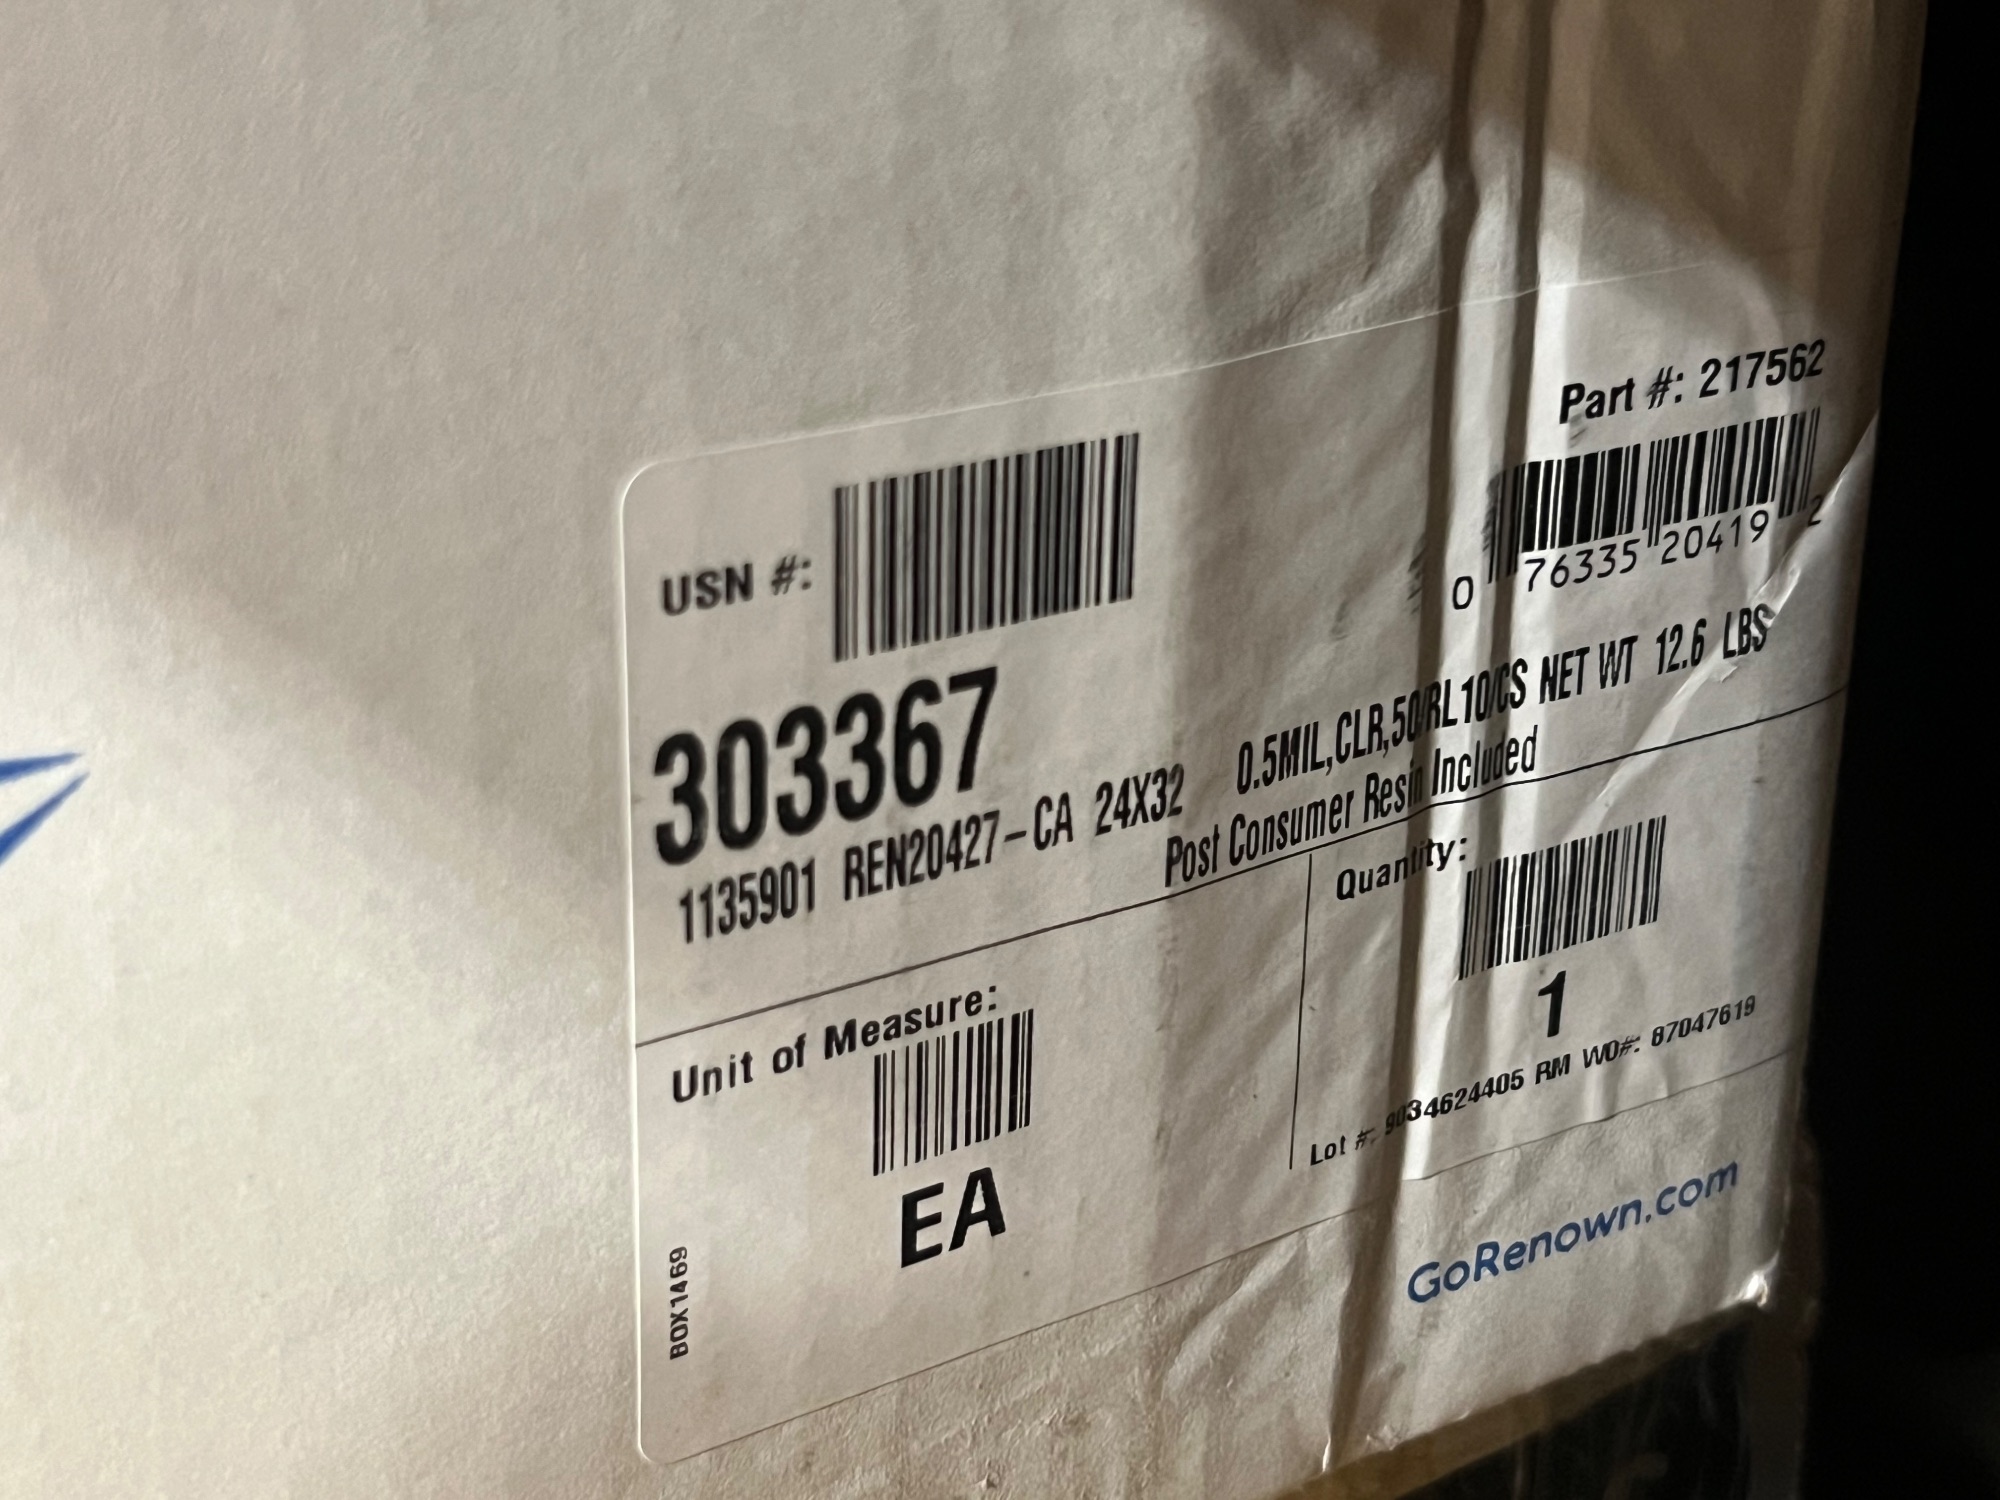 Part #: 217562
USN #:
0 76335 20419 2
303367
1135901 REN20427-CA 24X32 0.5MIL,CLR,50/RL10/CS NET WT 12.6 LBS
Post Consumer Resin Included
Unit of Measure:
EA
Quantity:
1
Lot #: 9034624405 RM WO#: 87047619
BOX1469
GoRenown.com